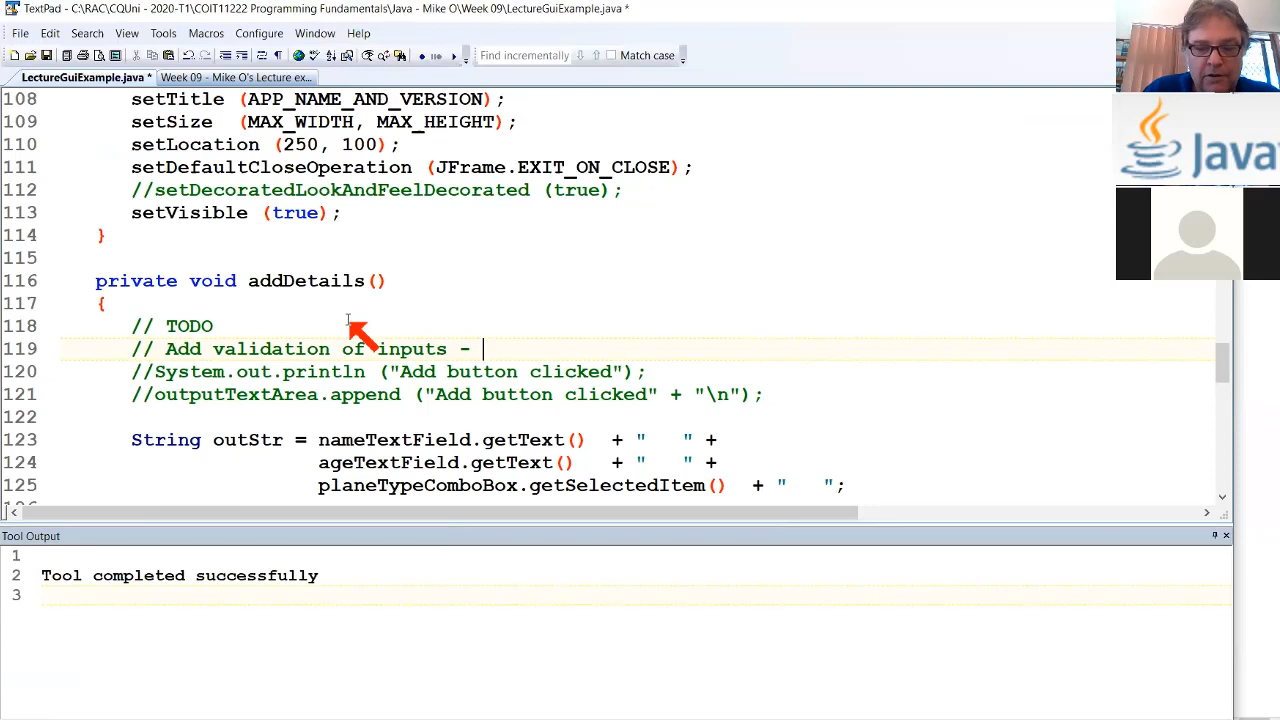 TextPad - C:\RAC\CQUni - 2020-T1\COIT11222 Programming Fundamentals\Java - Mike O\Week 09\LectureGuiExample.java *
File Edit Search View Tools Macros Configure Window Help
Find incrementally Match case
LectureGuiExample.java * Week 09 - Mike O's Lecture ex...
108 setTitle (APP_NAME_AND_VERSION);
109 setSize (MAX_WIDTH, MAX_HEIGHT);
110 setLocation (250, 100);
111 setDefaultCloseOperation (JFrame.EXIT_ON_CLOSE);
112 //setDecoratedLookAndFeelDecorated (true);
113 setVisible (true);
114 }
115
116 private void addDetails()
117 {
118 // TODO
119 // Add validation of inputs -
120 //System.out.println ("Add button clicked");
121 //outputTextArea.append ("Add button clicked" + "\n");
122
123 String outStr = nameTextField.getText() + "   " +
124 ageTextField.getText() + "   " +
125 planeTypeComboBox.getSelectedItem() + "   ";
Tool Output
1
2 Tool completed successfully
3
Java